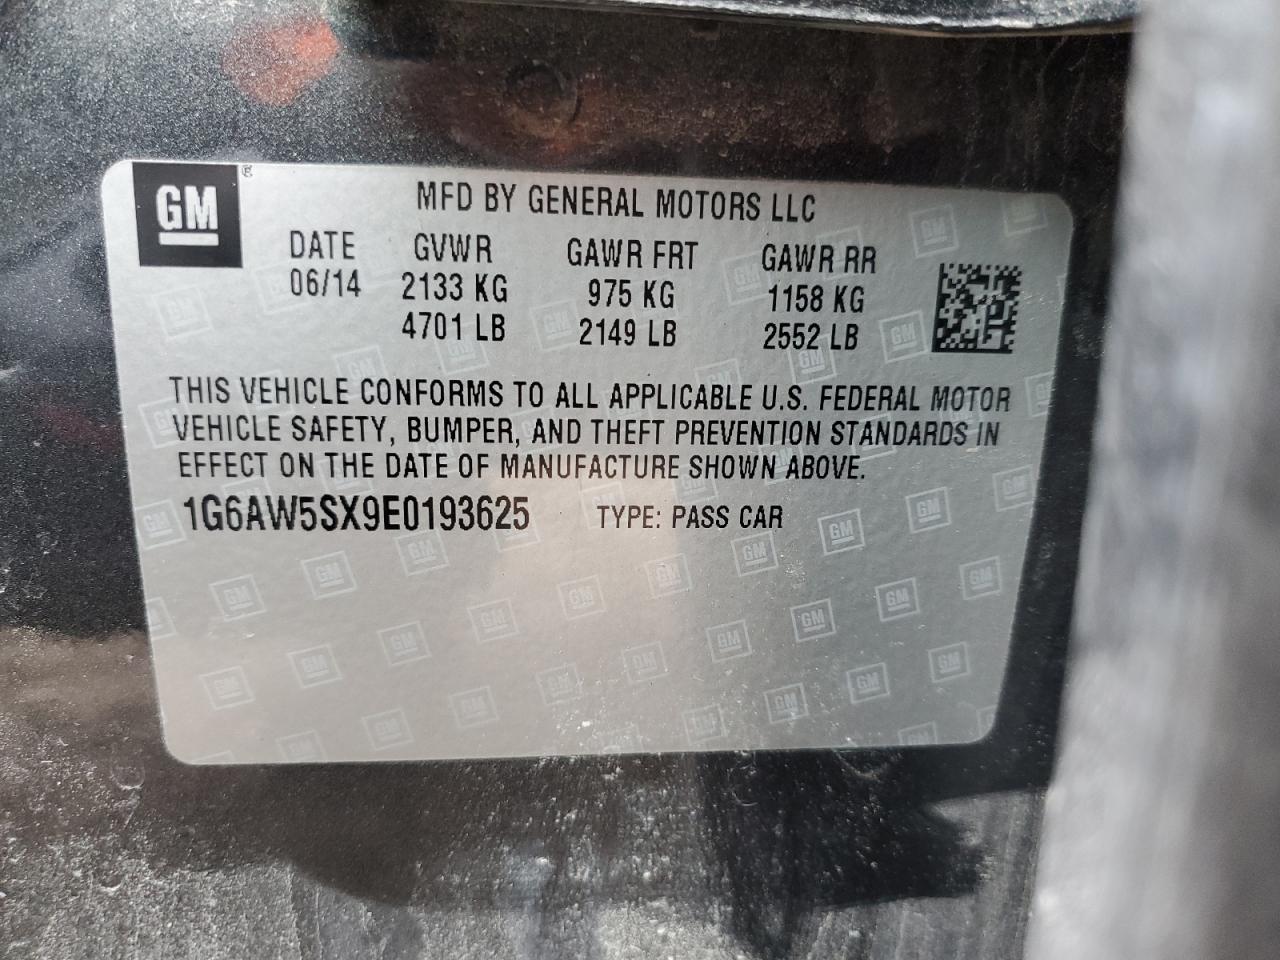 GM ®
MFD BY GENERAL MOTORS LLC
DATE GVWR GAWR FRT GAWR RR
06/14 2133 KG 975 KG 1158 KG
4701 LB 2149 LB 2552 LB
THIS VEHICLE CONFORMS TO ALL APPLICABLE U.S. FEDERAL MOTOR
VEHICLE SAFETY, BUMPER, AND THEFT PREVENTION STANDARDS IN
EFFECT ON THE DATE OF MANUFACTURE SHOWN ABOVE.
1G6AW5SX9E0193625 TYPE: PASS CAR